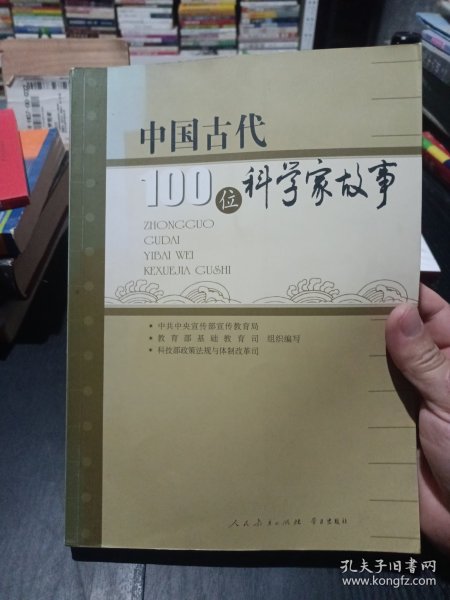 中国古代
100位科学家故事
ZHONGGUO
GUDAI
YIBAI WEI
KEXUEJIA GUSHI
中共中央宣传部宣传教育局
教育部基础教育司 组织编写
科技部政策法规与体制改革司
人民教育出版社 学习出版社
孔夫子旧书网
www.kongfz.com